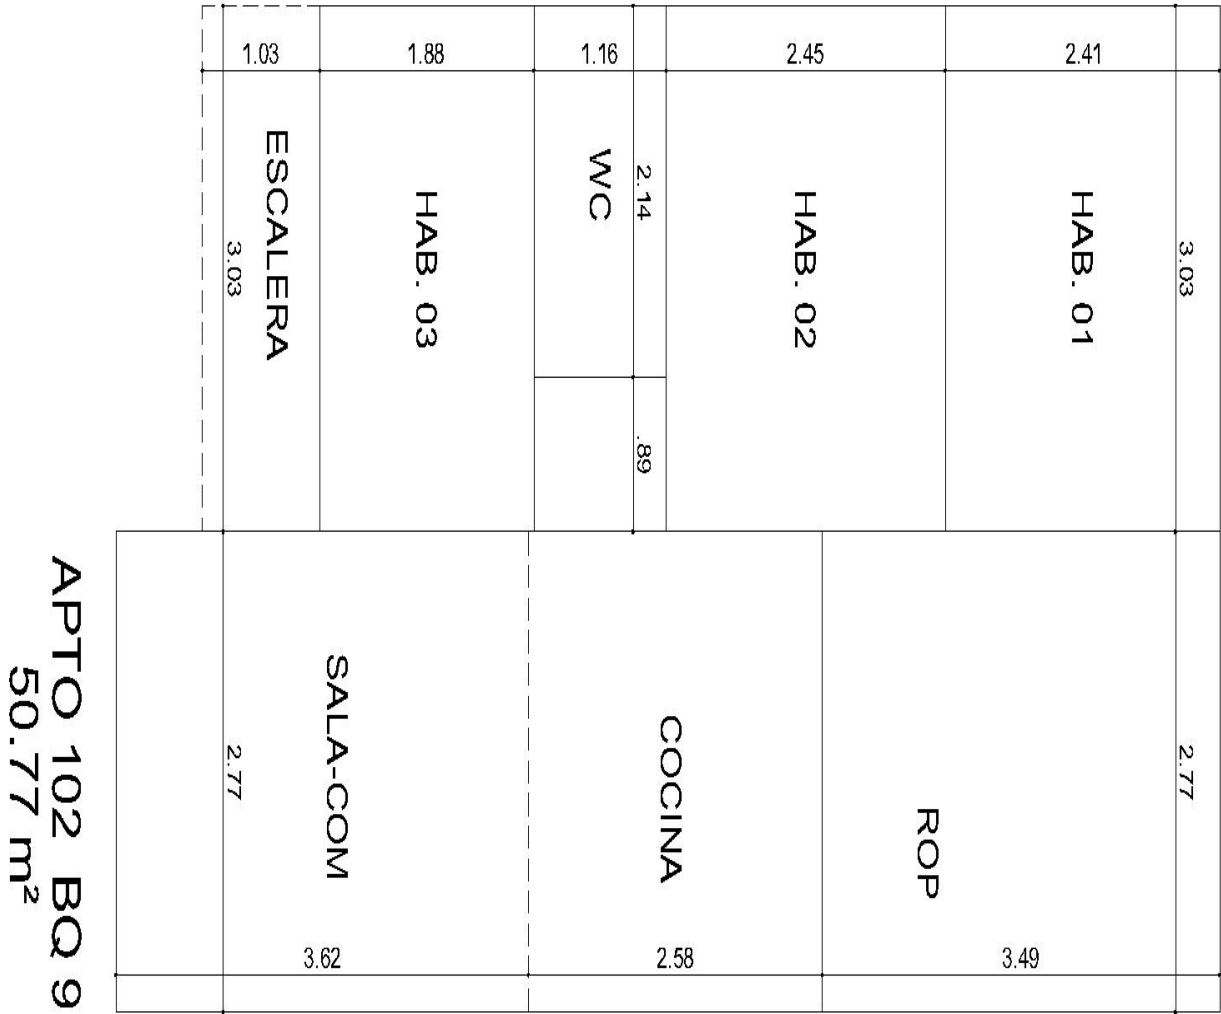 1.03
1.88
1.16
2.45
2.41
ESCALERA
3.03
HAB. 03
WC
2.14
.89
HAB. 02
HAB. 01
3.03
SALA-COM
2.77
COCINA
ROP
2.77
3.62
2.58
3.49
APTO 102 BQ 9
50.77 m²